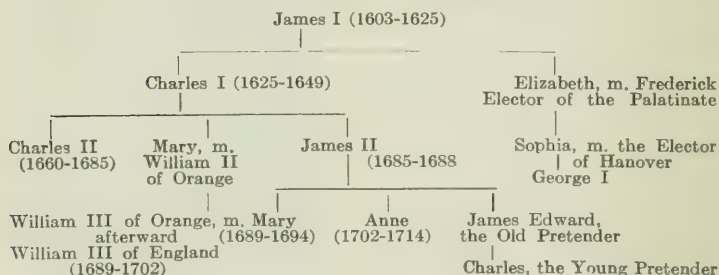 James I (1603-1625)
Charles I (1625-1649)
Elizabeth, m. Frederick
Elector of the Palatinate
Charles II
(1660-1685)
Mary, m.
William II
of Orange
James II
(1685-1688
Sophia, m. the Elector
of Hanover
George I
William III of Orange, m. Mary
afterward (1689-1694)
William III of England
(1689-1702)
Anne
(1702-1714)
James Edward,
the Old Pretender
Charles, the Young Pretender